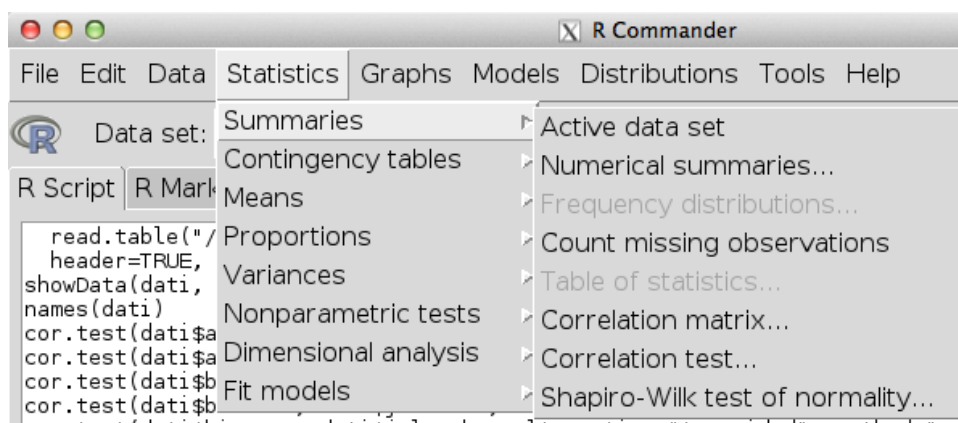 R Commander
File Edit Data Statistics Graphs Models Distributions Tools Help
R Data set:
R Script R Mark
Summaries
Contingency tables
Means
Proportions
Variances
Nonparametric tests
Dimensional analysis
Fit models
Active data set
Numerical summaries...
Frequency distributions...
Count missing observations
Table of statistics...
Correlation matrix...
Correlation test...
Shapiro-Wilk test of normality...
read.table("/
header=TRUE,
showData(dati,
names(dati)
cor.test(dati$a
cor.test(dati$a
cor.test(dati$b
cor.test(dati$b